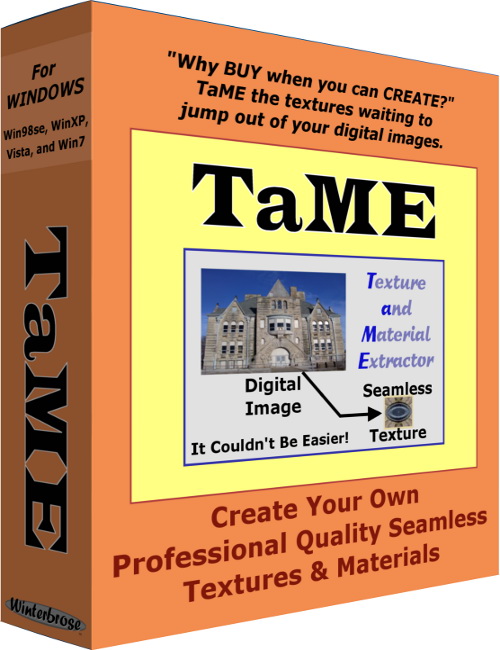 For
WINDOWS
Win98se, WinXP,
Vista, and Win7
TaME
Winterbrose
"Why BUY when you can CREATE?"
TaME the textures waiting to
jump out of your digital images.
TaME
Texture
and
Material
Extractor
Digital
Image
Seamless
Texture
It Couldn't Be Easier!
Create Your Own
Professional Quality Seamless
Textures & Materials